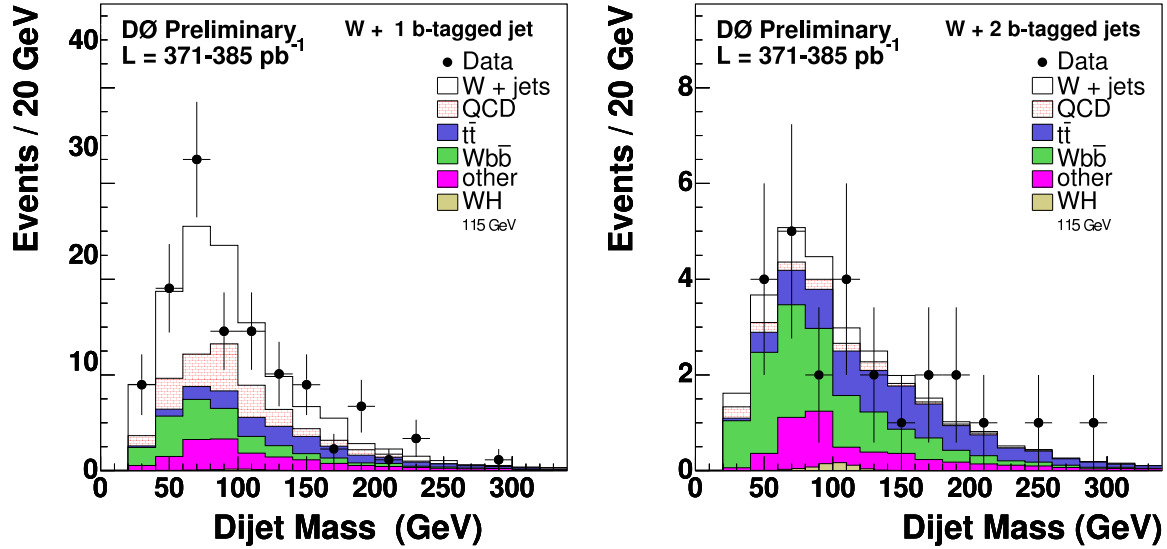 DØ Preliminary
L = 371-385 pb-1
W + 1 b-tagged jet
Data
W + jets
QCD
tt̄
Wbb̄
other
WH
115 GeV
Events / 20 GeV
40
30
20
10
0
0 50 100 150 200 250 300
Dijet Mass (GeV)
DØ Preliminary
L = 371-385 pb-1
W + 2 b-tagged jets
Data
W + jets
QCD
tt̄
Wbb̄
other
WH
115 GeV
Events / 20 GeV
8
6
4
2
0
0 50 100 150 200 250 300
Dijet Mass (GeV)